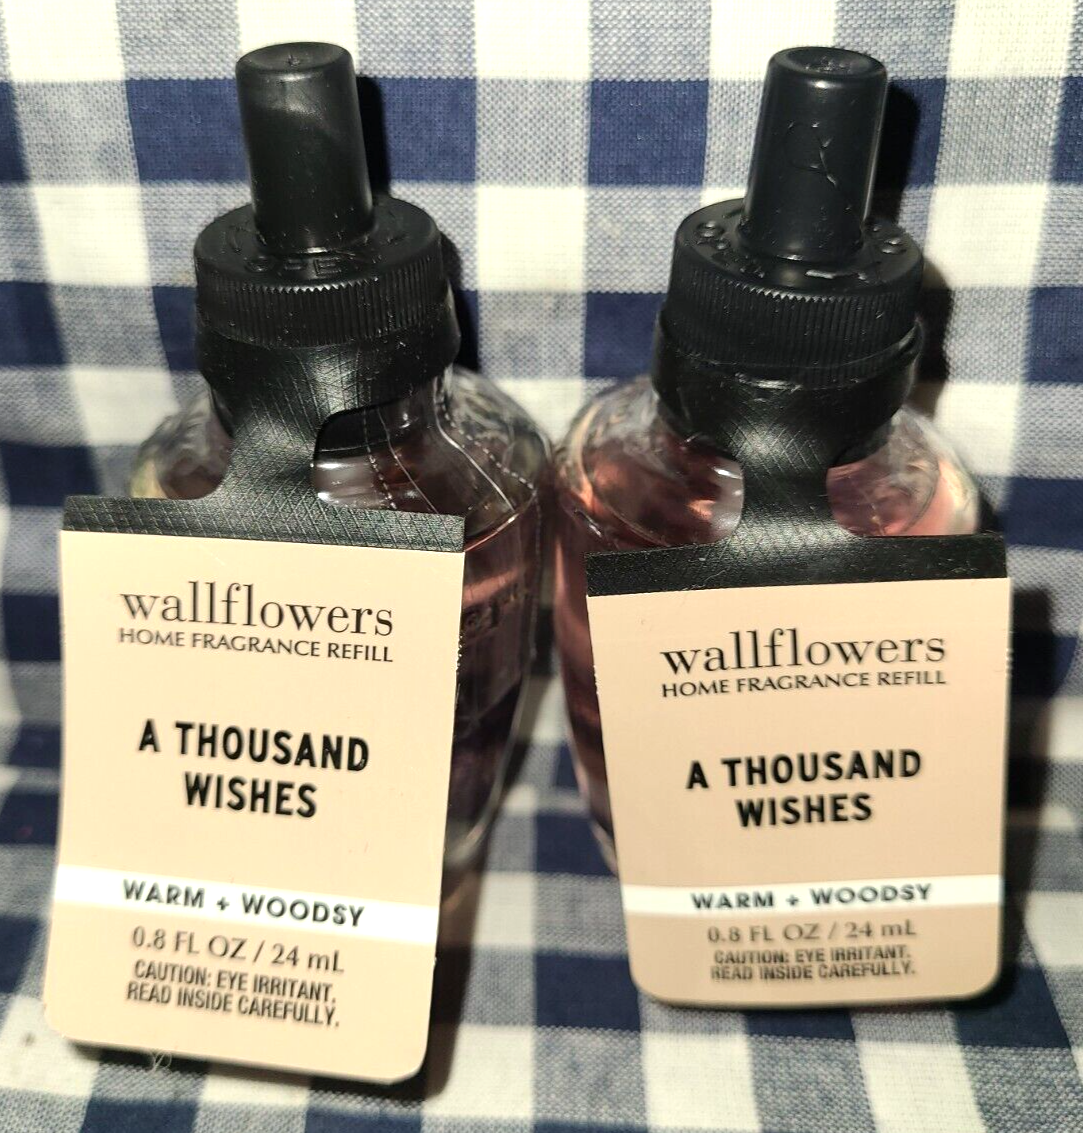 OPEN
wallflowers
HOME FRAGRANCE REFILL
A THOUSAND
WISHES
WARM + WOODSY
0.8 FL OZ / 24 mL
CAUTION: EYE IRRITANT.
READ INSIDE CAREFULLY.
OPEN
wallflowers
HOME FRAGRANCE REFILL
A THOUSAND
WISHES
WARM + WOODSY
0.8 FL OZ / 24 mL
CAUTION: EYE IRRITANT.
READ INSIDE CAREFULLY.